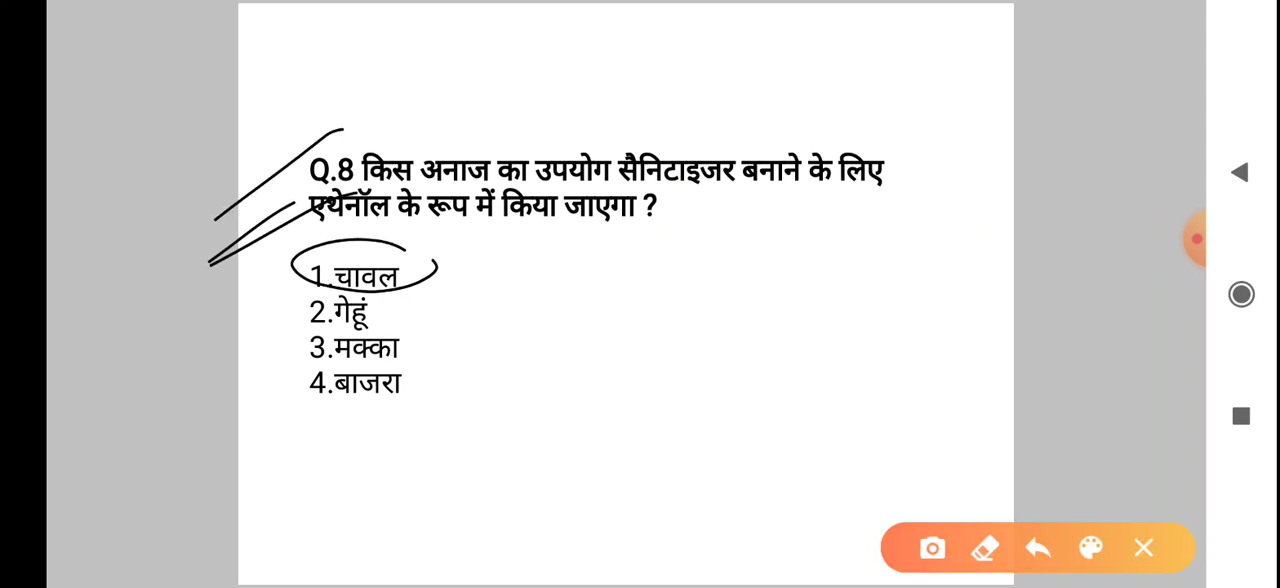 Q.8 किस अनाज का उपयोग सैनिटाइजर बनाने के लिए
एथेनॉल के रूप में किया जाएगा ?
1.चावल
2.गेहूं
3.मक्का
4.बाजरा